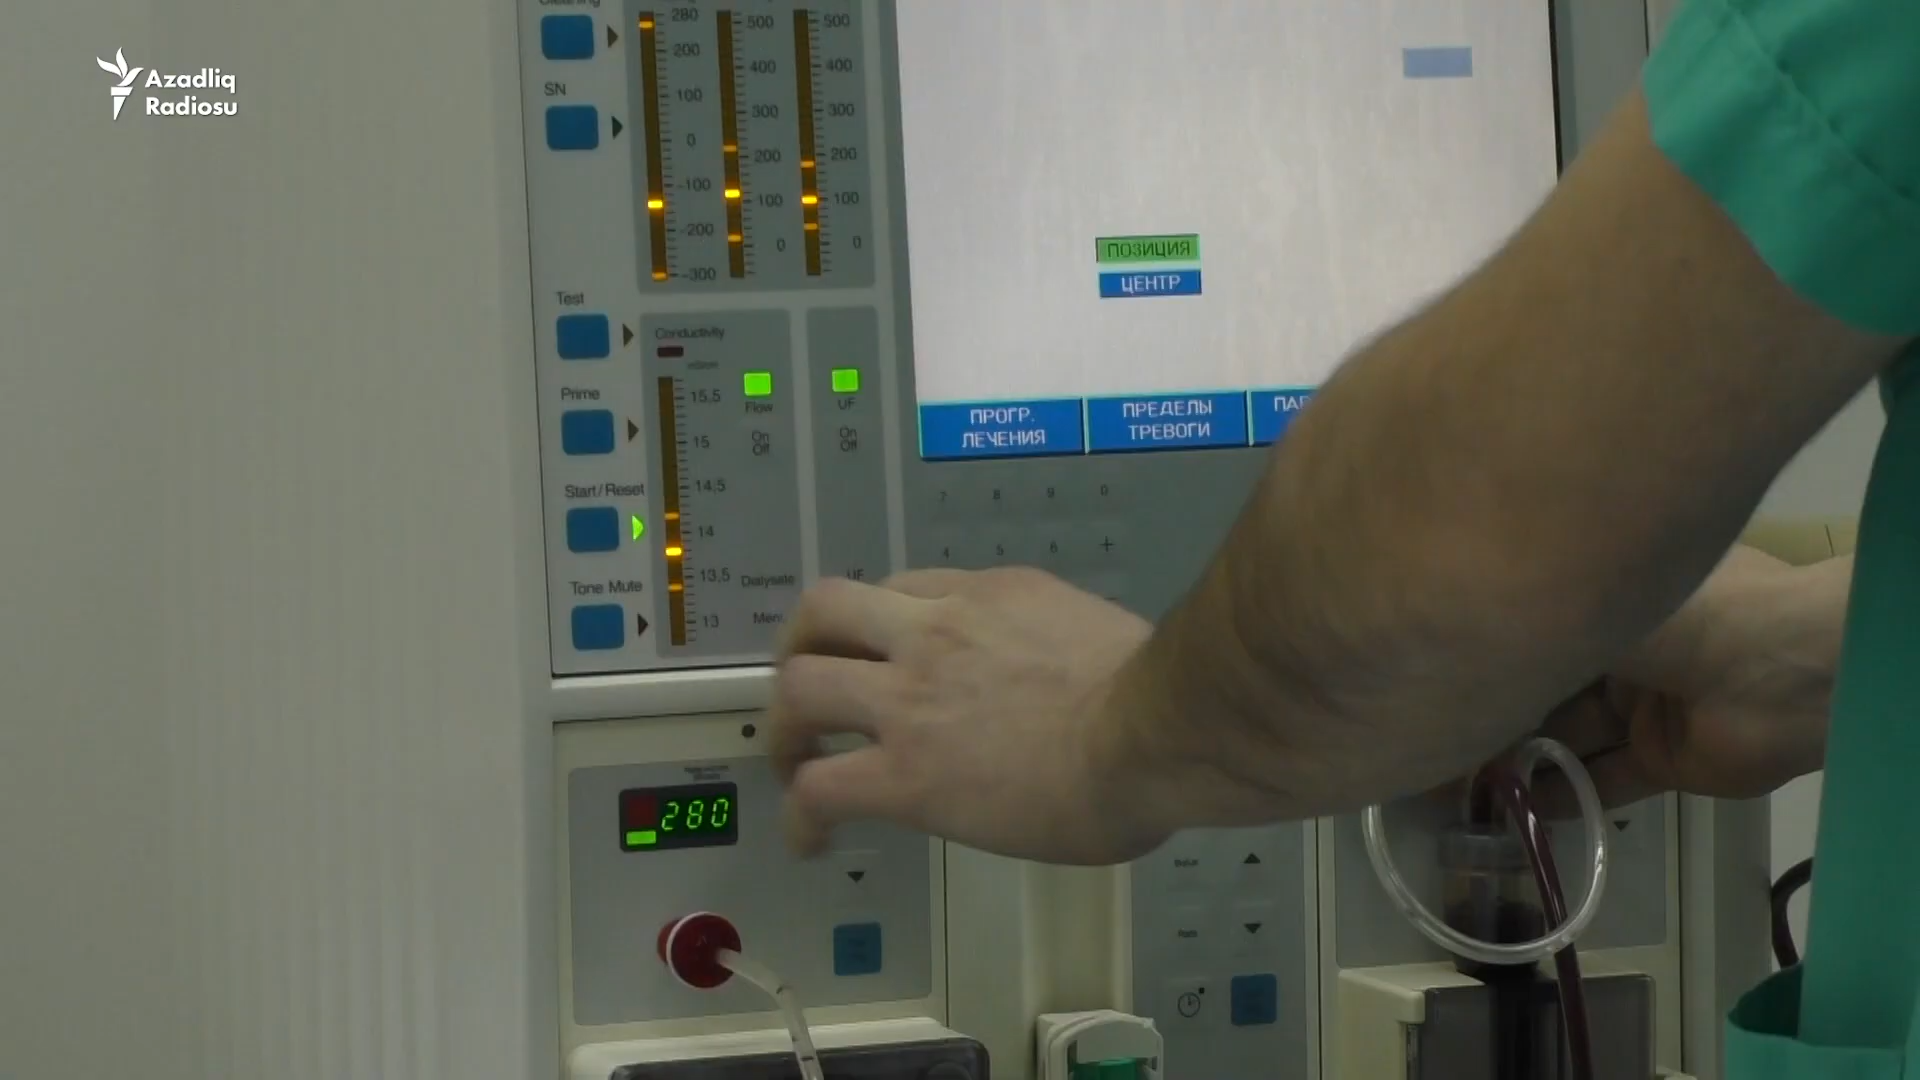 Azadlıq
Radiosu
Cleaning
SN
Test
Prime
Start/Reset
Tone Mute
280
200
100
0
-100
-200
-300
500
400
300
200
100
0
500
400
300
200
100
0
Conductivity
15,5
15
14,5
14
13,5
13
Flow
On
Off
UF
On
Off
Dialysate
UF
ПОЗИЦИЯ
ЦЕНТР
ПРОГР.
ЛЕЧЕНИЯ
ПРЕДЕЛЫ
ТРЕВОГИ
7 8 9 0
4 5 6 +
280